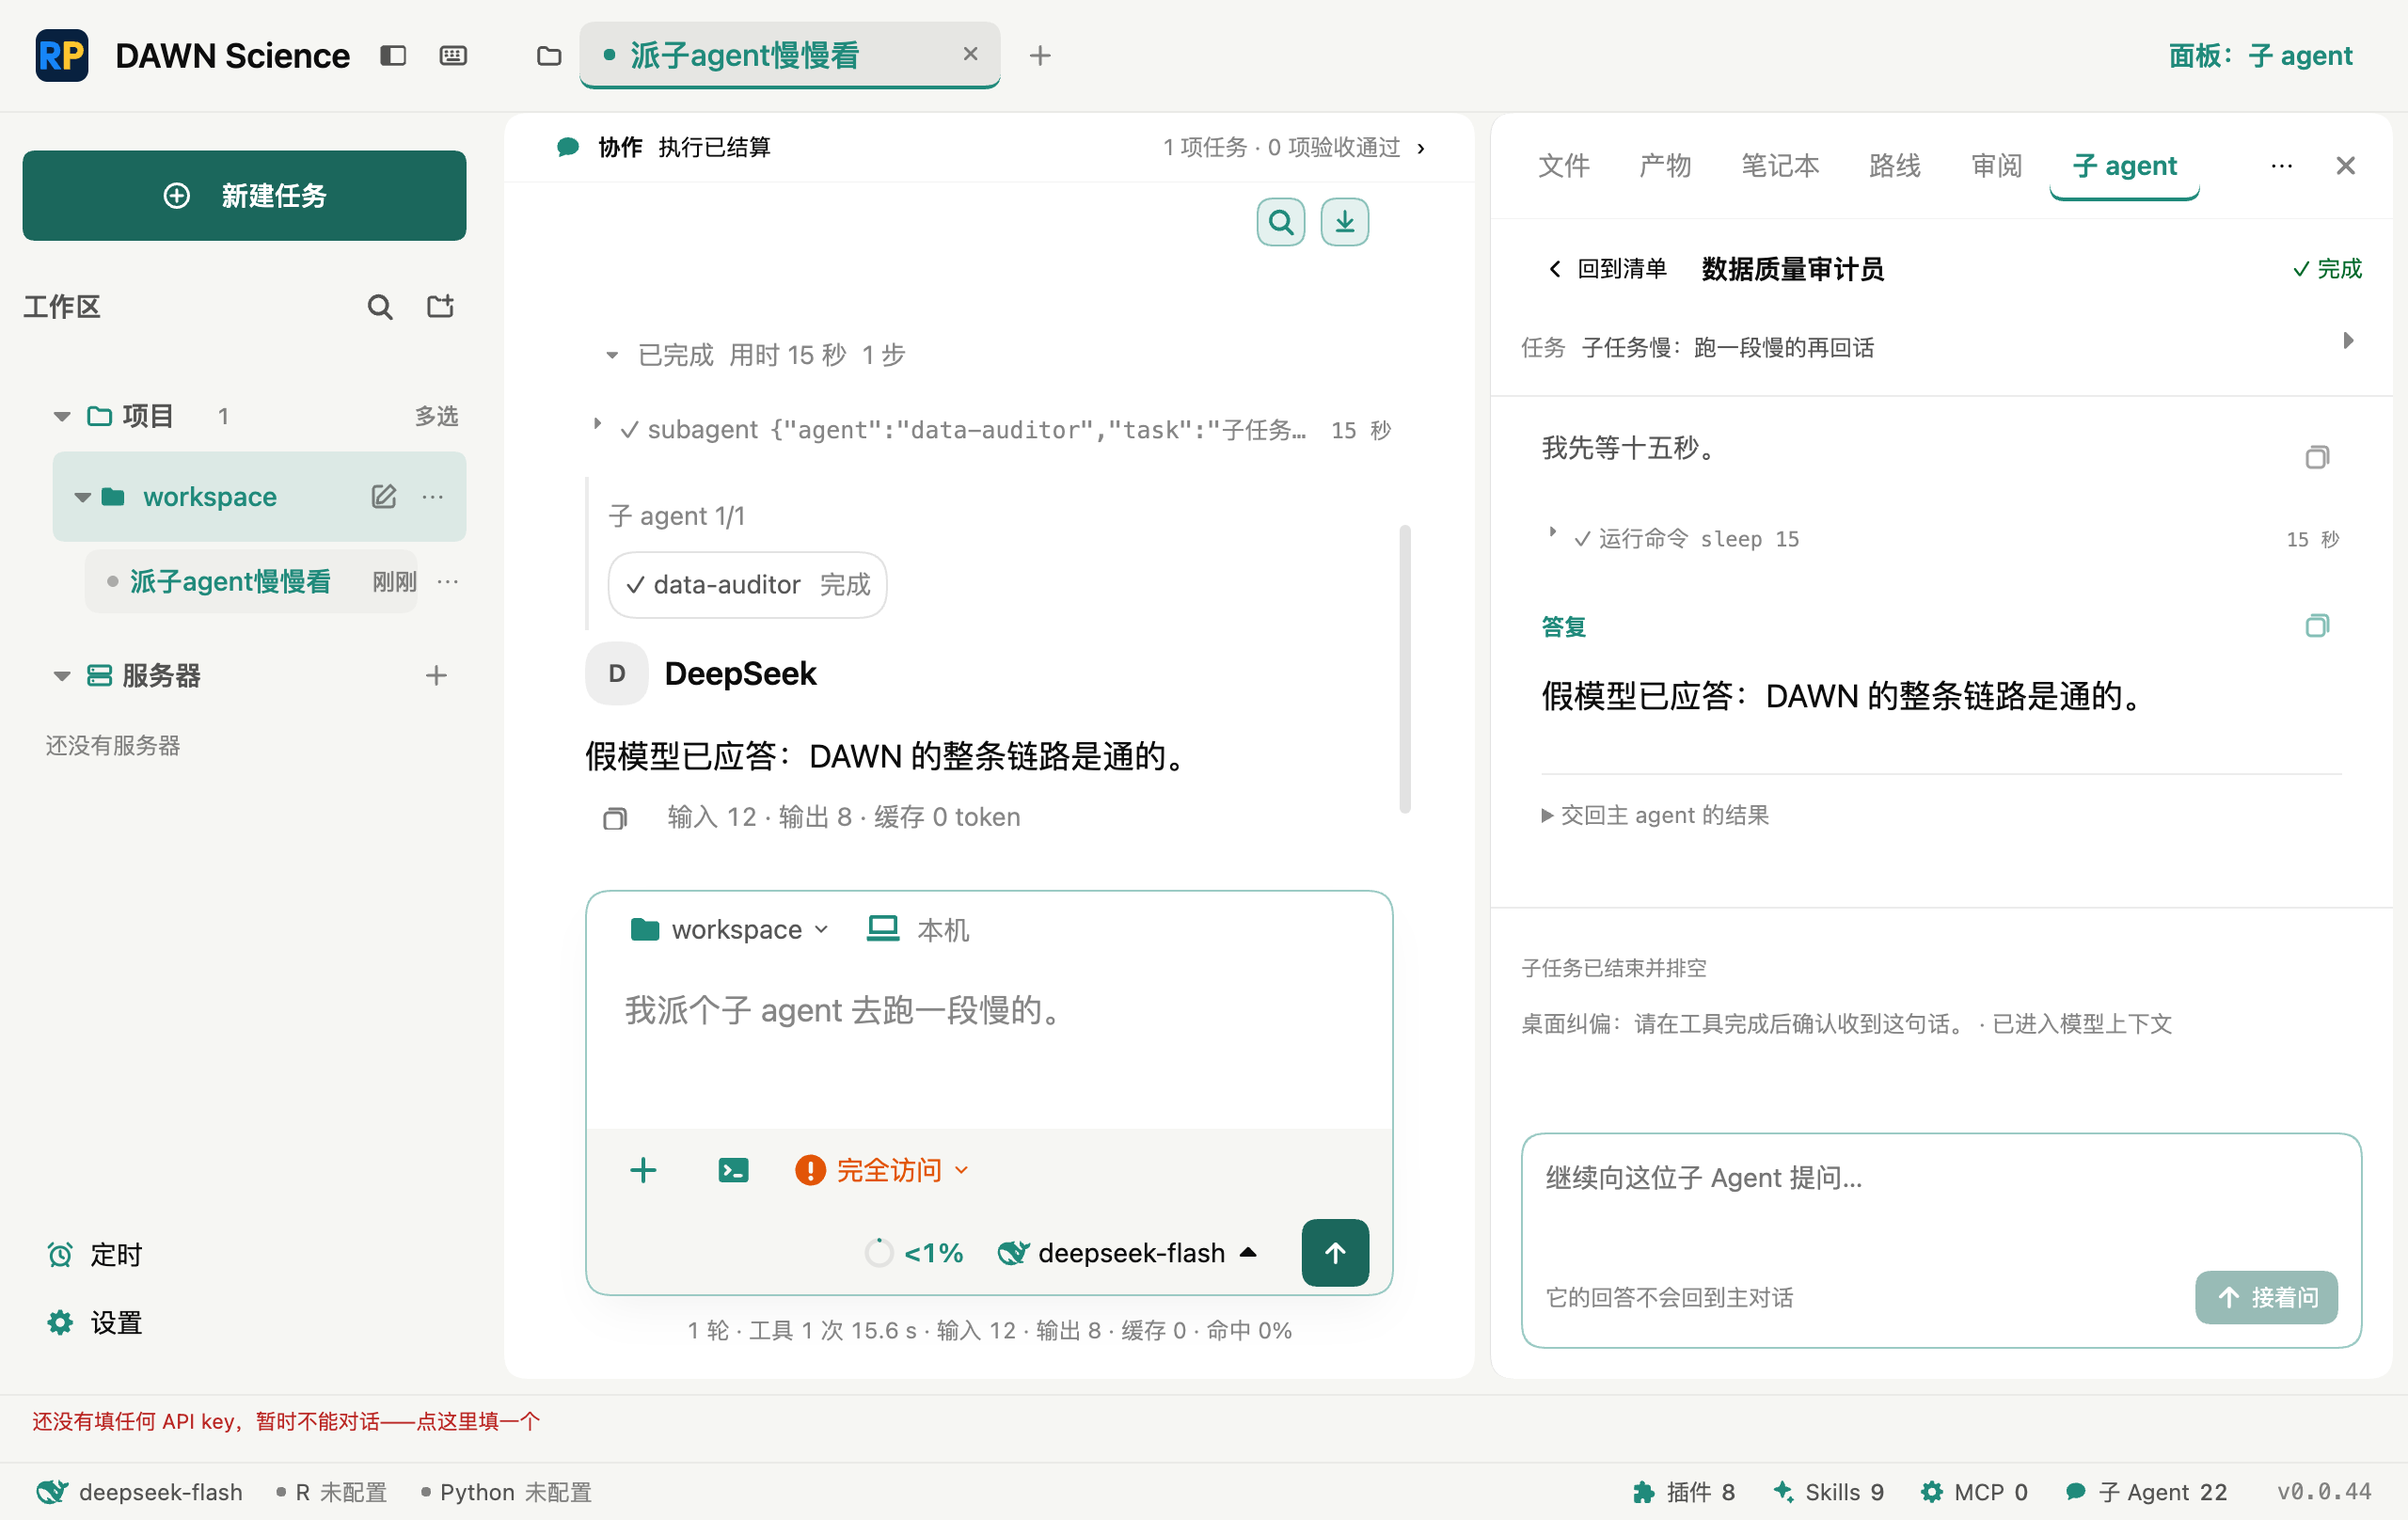 RP DAWN Science
派子agent慢慢看
面板：子 agent
新建任务
工作区
项目 1 多选
workspace
派子agent慢慢看 刚刚
服务器
还没有服务器
定时
设置
协作 执行已结算 1 项任务 · 0 项验收通过
已完成 用时 15 秒 1 步
subagent {"agent":"data-auditor","task":"子任务… 15 秒
子 agent 1/1
data-auditor 完成
D DeepSeek
假模型已应答：DAWN 的整条链路是通的。
输入 12 · 输出 8 · 缓存 0 token
workspace 本机
我派个子 agent 去跑一段慢的。
完全访问
<1% deepseek-flash
1 轮 · 工具 1 次 15.6 s · 输入 12 · 输出 8 · 缓存 0 · 命中 0%
文件 产物 笔记本 路线 审阅 子 agent
回到清单 数据质量审计员 完成
任务 子任务慢：跑一段慢的再回话
我先等十五秒。
运行命令 sleep 15 15 秒
答复
假模型已应答：DAWN 的整条链路是通的。
交回主 agent 的结果
子任务已结束并排空
桌面纠偏：请在工具完成后确认收到这句话。 · 已进入模型上下文
继续向这位子 Agent 提问…
它的回答不会回到主对话 接着问
还没有填任何 API key，暂时不能对话——点这里填一个
deepseek-flash R 未配置 Python 未配置 插件 8 Skills 9 MCP 0 子 Agent 22 v0.0.44